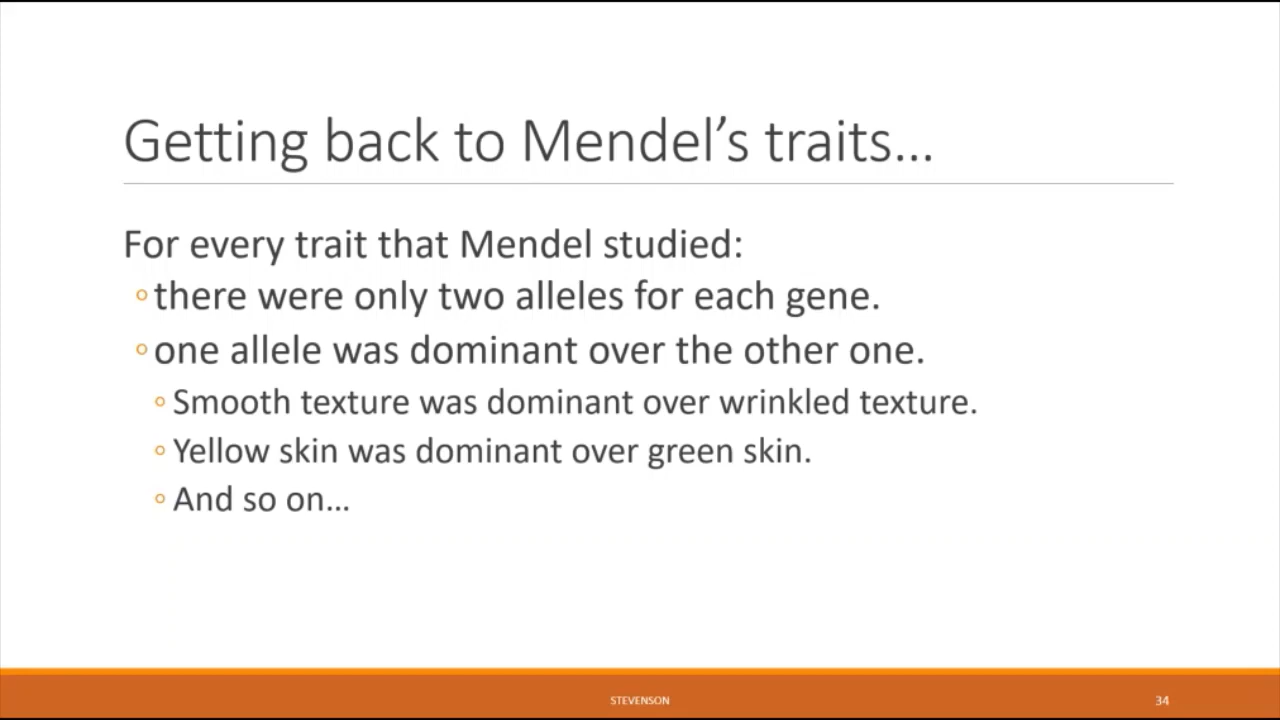 Getting back to Mendel’s traits…
For every trait that Mendel studied:
◦there were only two alleles for each gene.
◦one allele was dominant over the other one.
◦Smooth texture was dominant over wrinkled texture.
◦Yellow skin was dominant over green skin.
◦And so on…
STEVENSON
34